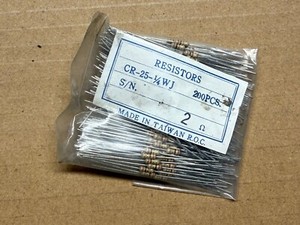 RESISTORS
CR-25-¼WJ 200PCS.
S/N.
2 Ω
MADE IN TAIWAN R.O.C.